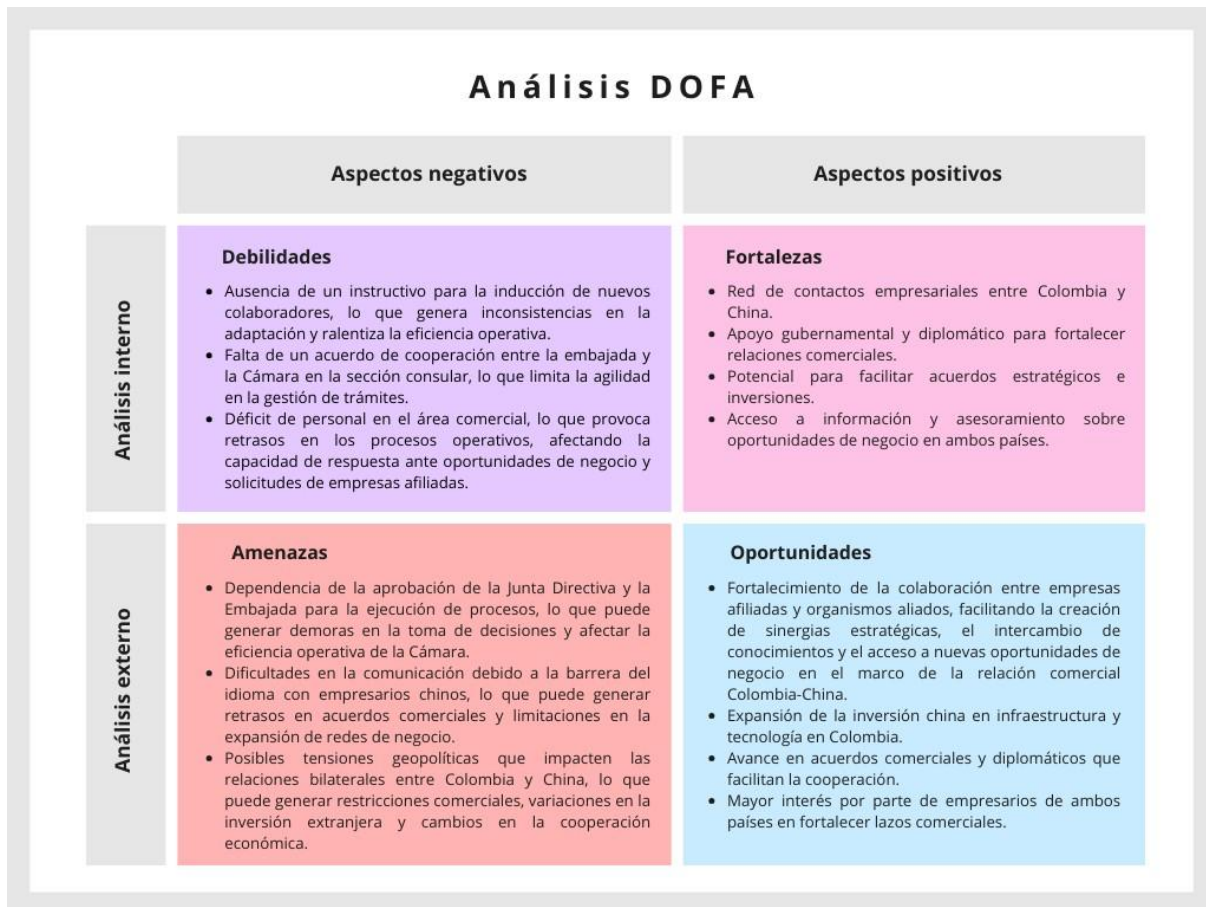 Análisis DOFA
Aspectos negativos
Aspectos positivos
Análisis interno
Debilidades
• Ausencia de un instructivo para la inducción de nuevos
colaboradores, lo que genera inconsistencias en la
adaptación y ralentiza la eficiencia operativa.
• Falta de un acuerdo de cooperación entre la embajada y
la Cámara en la sección consular, lo que limita la agilidad
en la gestión de trámites.
• Déficit de personal en el área comercial, lo que provoca
retrasos en los procesos operativos, afectando la
capacidad de respuesta ante oportunidades de negocio y
solicitudes de empresas afiliadas.
Fortalezas
• Red de contactos empresariales entre Colombia y
China.
• Apoyo gubernamental y diplomático para fortalecer
relaciones comerciales.
• Potencial para facilitar acuerdos estratégicos e
inversiones.
• Acceso a información y asesoramiento sobre
oportunidades de negocio en ambos países.
Análisis externo
Amenazas
• Dependencia de la aprobación de la Junta Directiva y la
Embajada para la ejecución de procesos, lo que puede
generar demoras en la toma de decisiones y afectar la
eficiencia operativa de la Cámara.
• Dificultades en la comunicación debido a la barrera del
idioma con empresarios chinos, lo que puede generar
retrasos en acuerdos comerciales y limitaciones en la
expansión de redes de negocio.
• Posibles tensiones geopolíticas que impacten las
relaciones bilaterales entre Colombia y China, lo que
puede generar restricciones comerciales, variaciones en la
inversión extranjera y cambios en la cooperación
económica.
Oportunidades
• Fortalecimiento de la colaboración entre empresas
afiliadas y organismos aliados, facilitando la creación
de sinergias estratégicas, el intercambio de
conocimientos y el acceso a nuevas oportunidades de
negocio en el marco de la relación comercial
Colombia-China.
• Expansión de la inversión china en infraestructura y
tecnología en Colombia.
• Avance en acuerdos comerciales y diplomáticos que
facilitan la cooperación.
• Mayor interés por parte de empresarios de ambos
países en fortalecer lazos comerciales.